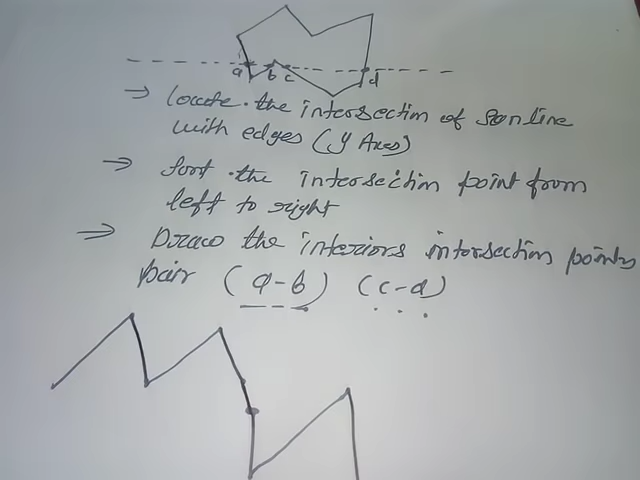 a b c d
→ locate the intersection of scanline
with edges (y Axes)
→ sort the intersection point from
left to right
⇒ Draw the interiors intersection points
pair (a-b) (c-d)